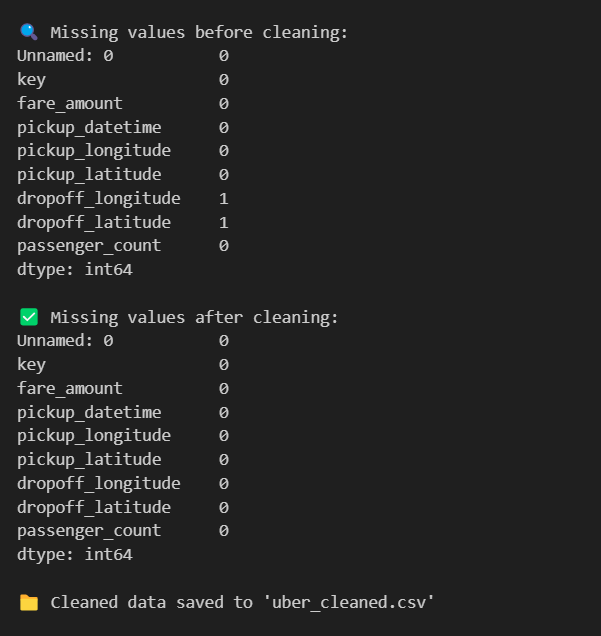 🔍 Missing values before cleaning:
Unnamed: 0           0
key                  0
fare_amount          0
pickup_datetime      0
pickup_longitude     0
pickup_latitude      0
dropoff_longitude    1
dropoff_latitude     1
passenger_count      0
dtype: int64
✅ Missing values after cleaning:
Unnamed: 0           0
key                  0
fare_amount          0
pickup_datetime      0
pickup_longitude     0
pickup_latitude      0
dropoff_longitude    0
dropoff_latitude     0
passenger_count      0
dtype: int64
📁 Cleaned data saved to 'uber_cleaned.csv'